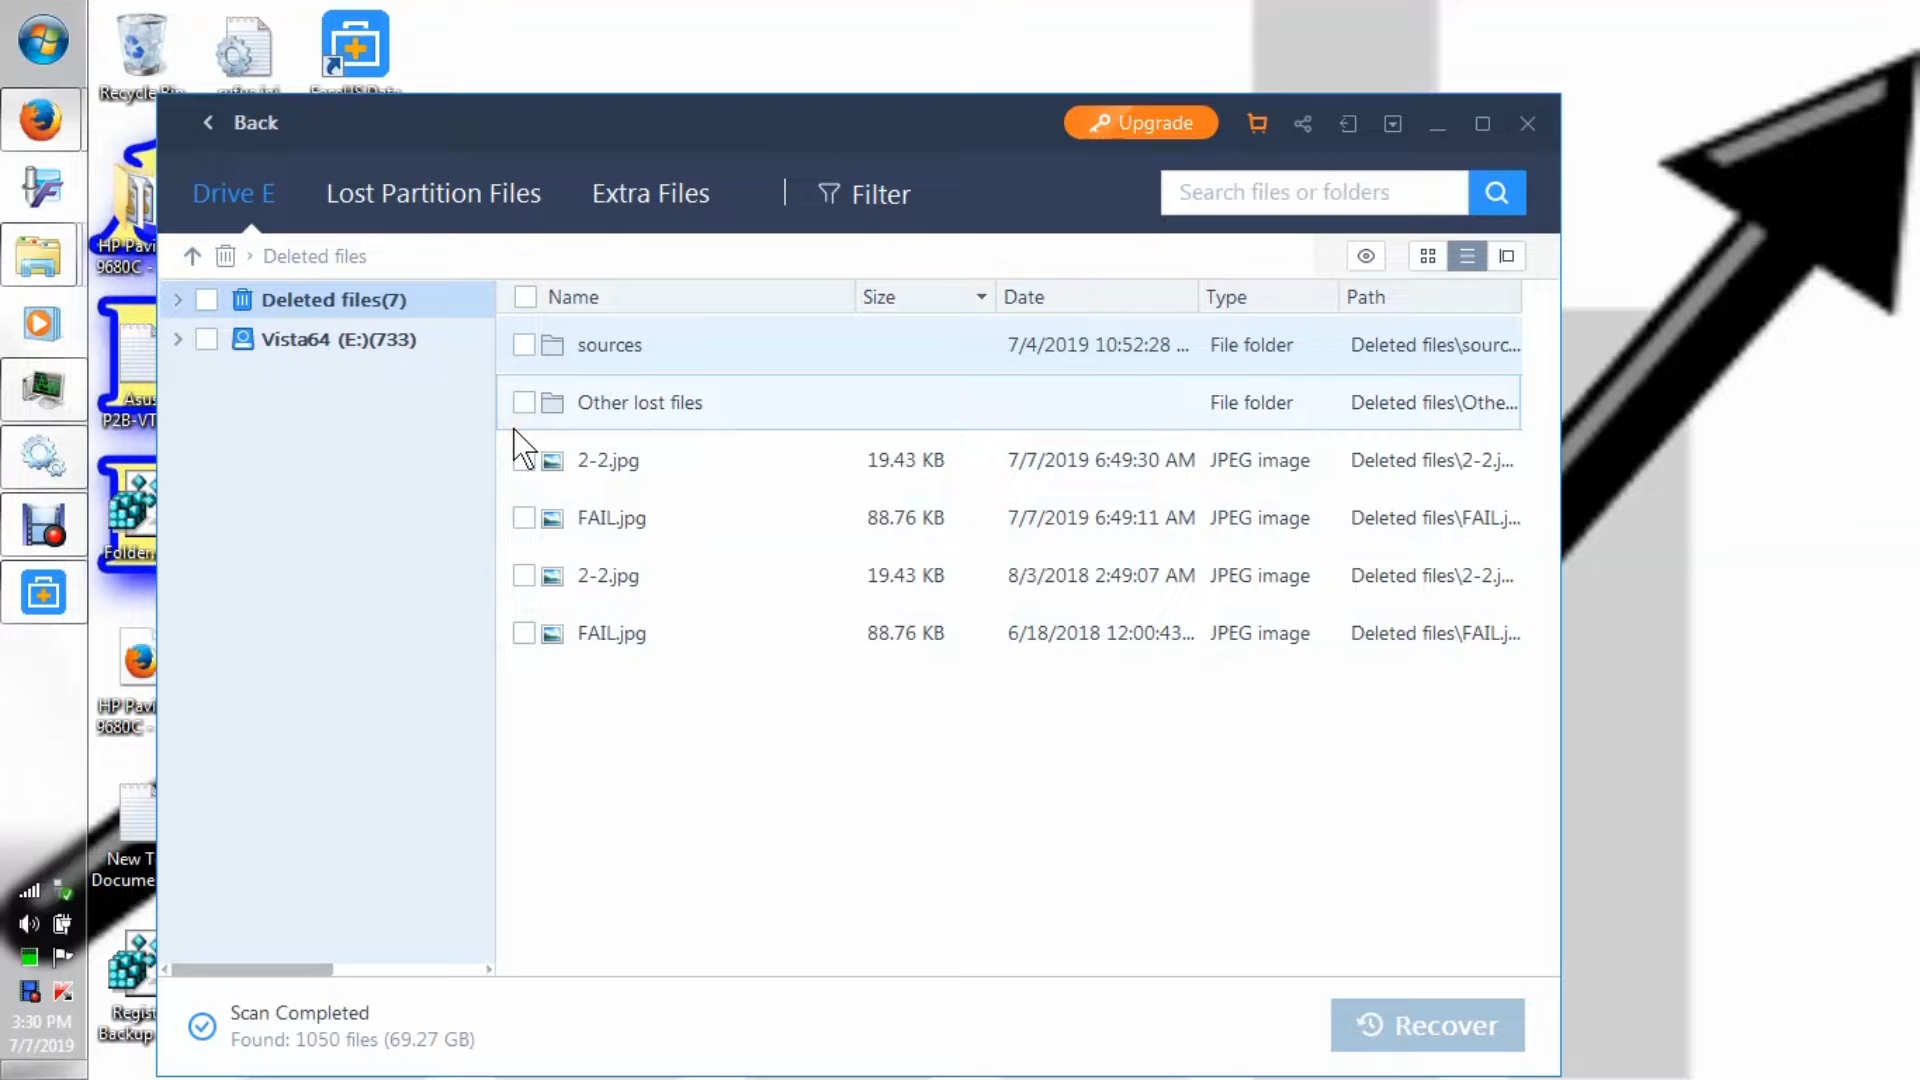 Recycle Bin
Back
Upgrade
Drive E
Lost Partition Files
Extra Files
Filter
Search files or folders
Deleted files
Deleted files(7)
Vista64 (E:)(733)
Name Size Date Type Path
sources 7/4/2019 10:52:28 ... File folder Deleted files\sourc...
Other lost files File folder Deleted files\Othe...
2-2.jpg 19.43 KB 7/7/2019 6:49:30 AM JPEG image Deleted files\2-2.j...
FAIL.jpg 88.76 KB 7/7/2019 6:49:11 AM JPEG image Deleted files\FAIL.j...
2-2.jpg 19.43 KB 8/3/2018 2:49:07 AM JPEG image Deleted files\2-2.j...
FAIL.jpg 88.76 KB 6/18/2018 12:00:43... JPEG image Deleted files\FAIL.j...
HP Pavi
9680C -
Asus
P2B-VT
Folder
HP Pavi
9680C -
New T
Docume
Regist
Backup
Scan Completed
Found: 1050 files (69.27 GB)
Recover
3:30 PM
7/7/2019